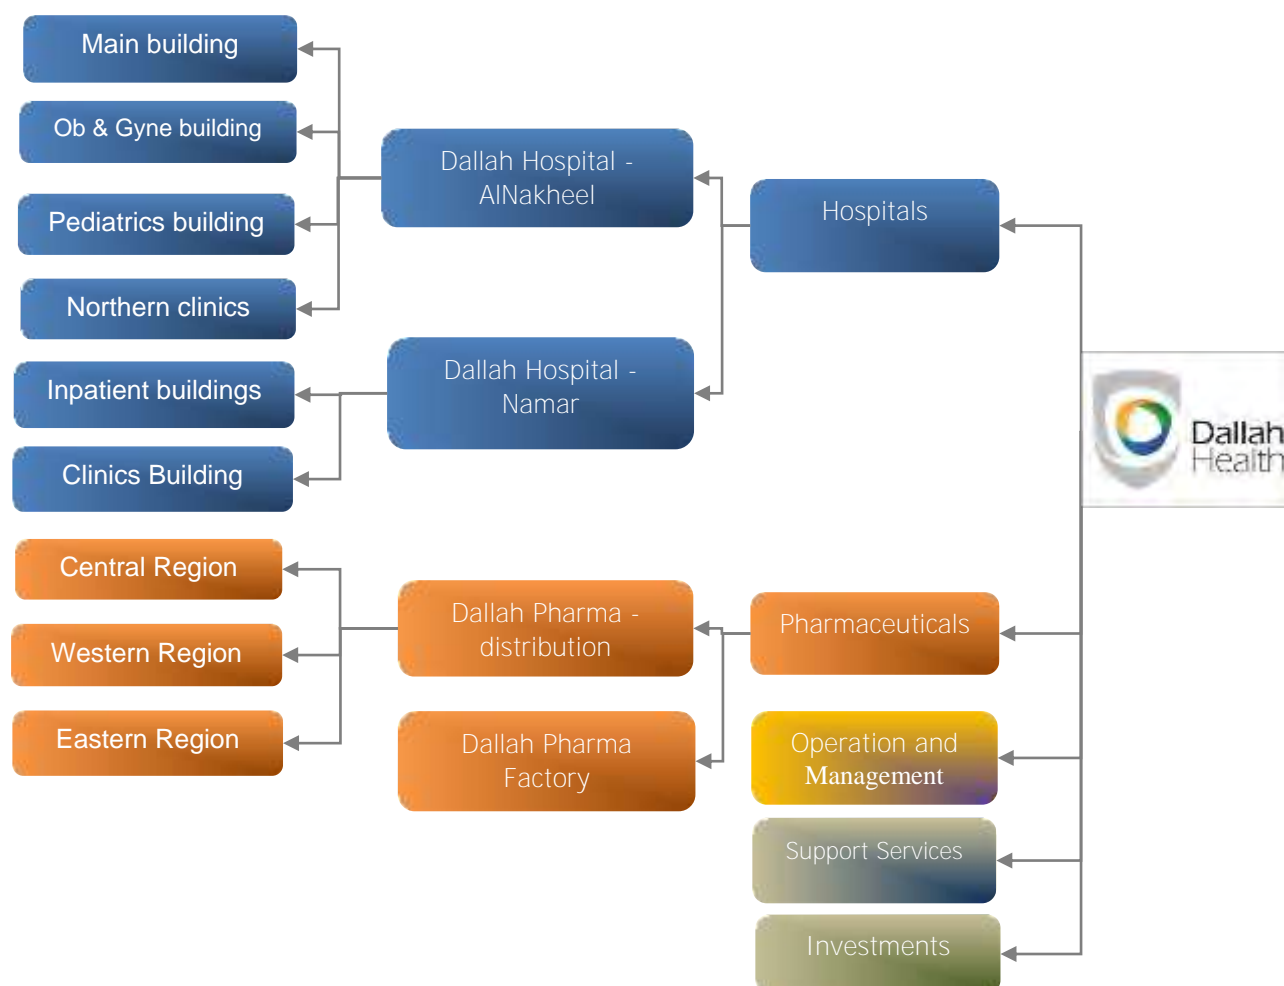 Main building
Ob & Gyne building
Pediatrics building
Northern clinics
Inpatient buildings
Clinics Building
Central Region
Western Region
Eastern Region
Dallah Hospital -
AlNakheel
Dallah Hospital -
Namar
Dallah Pharma -
distribution
Dallah Pharma
Factory
Hospitals
Pharmaceuticals
Operation and
Management
Support Services
Investments
Dallah
Health